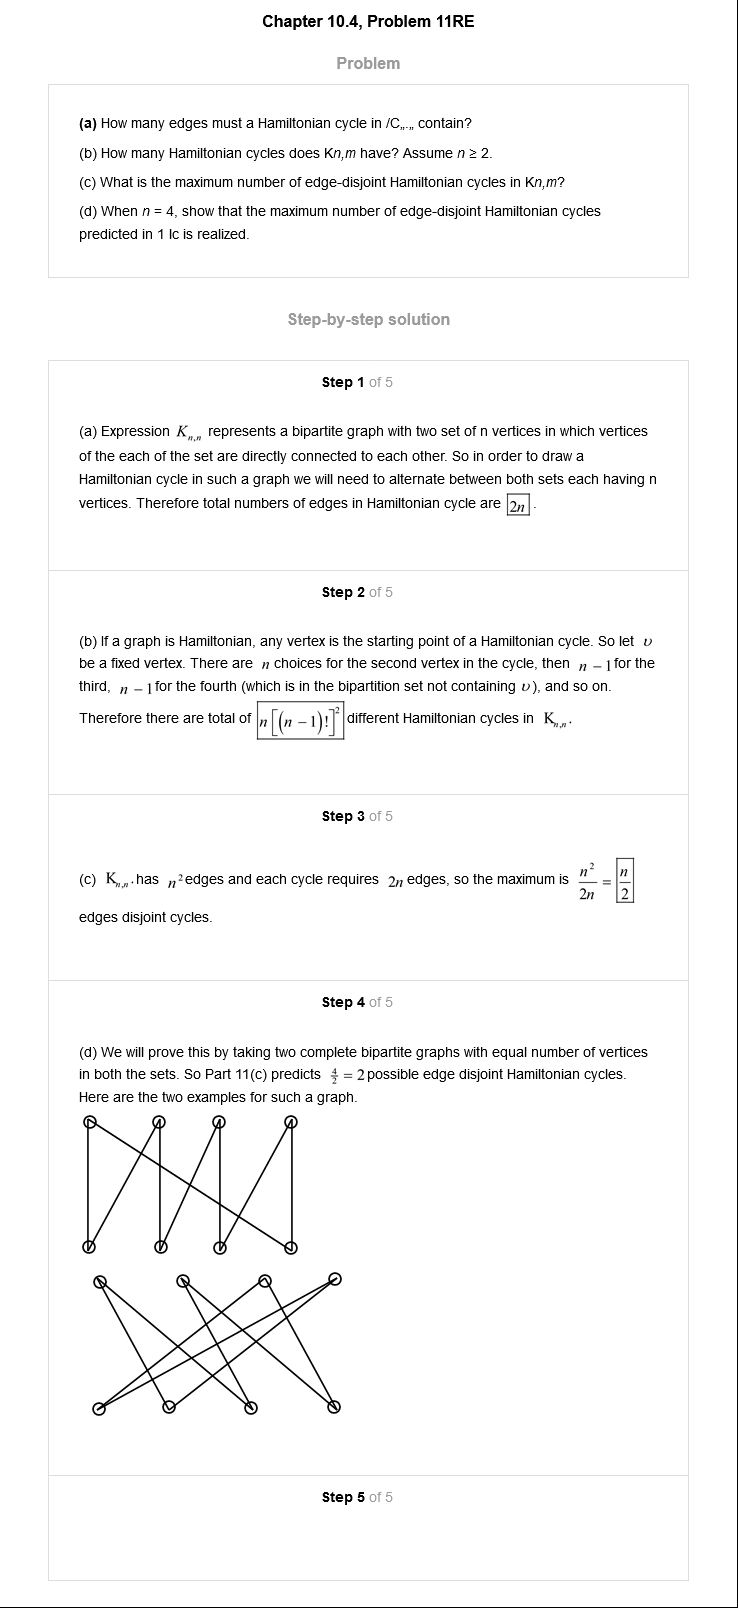 Chapter 10.4, Problem 11RE
Problem
(a) How many edges must a Hamiltonian cycle in /C„.„ contain?
(b) How many Hamiltonian cycles does Kn,m have? Assume n ≥ 2.
(c) What is the maximum number of edge-disjoint Hamiltonian cycles in Kn,m?
(d) When n = 4, show that the maximum number of edge-disjoint Hamiltonian cycles
predicted in 1 lc is realized.
Step-by-step solution
Step 1 of 5
(a) Expression K_{n,n} represents a bipartite graph with two set of n vertices in which vertices
of the each of the set are directly connected to each other. So in order to draw a
Hamiltonian cycle in such a graph we will need to alternate between both sets each having n
vertices. Therefore total numbers of edges in Hamiltonian cycle are 2n .
Step 2 of 5
(b) If a graph is Hamiltonian, any vertex is the starting point of a Hamiltonian cycle. So let υ
be a fixed vertex. There are n choices for the second vertex in the cycle, then n − 1 for the
third, n − 1 for the fourth (which is in the bipartition set not containing υ), and so on.
Therefore there are total of n[(n − 1)!]² different Hamiltonian cycles in K_{n,n}.
Step 3 of 5
(c) K_{n,n}. has n² edges and each cycle requires 2n edges, so the maximum is n²/2n = n/2
edges disjoint cycles.
Step 4 of 5
(d) We will prove this by taking two complete bipartite graphs with equal number of vertices
in both the sets. So Part 11(c) predicts 4/2 = 2 possible edge disjoint Hamiltonian cycles.
Here are the two examples for such a graph.
Step 5 of 5